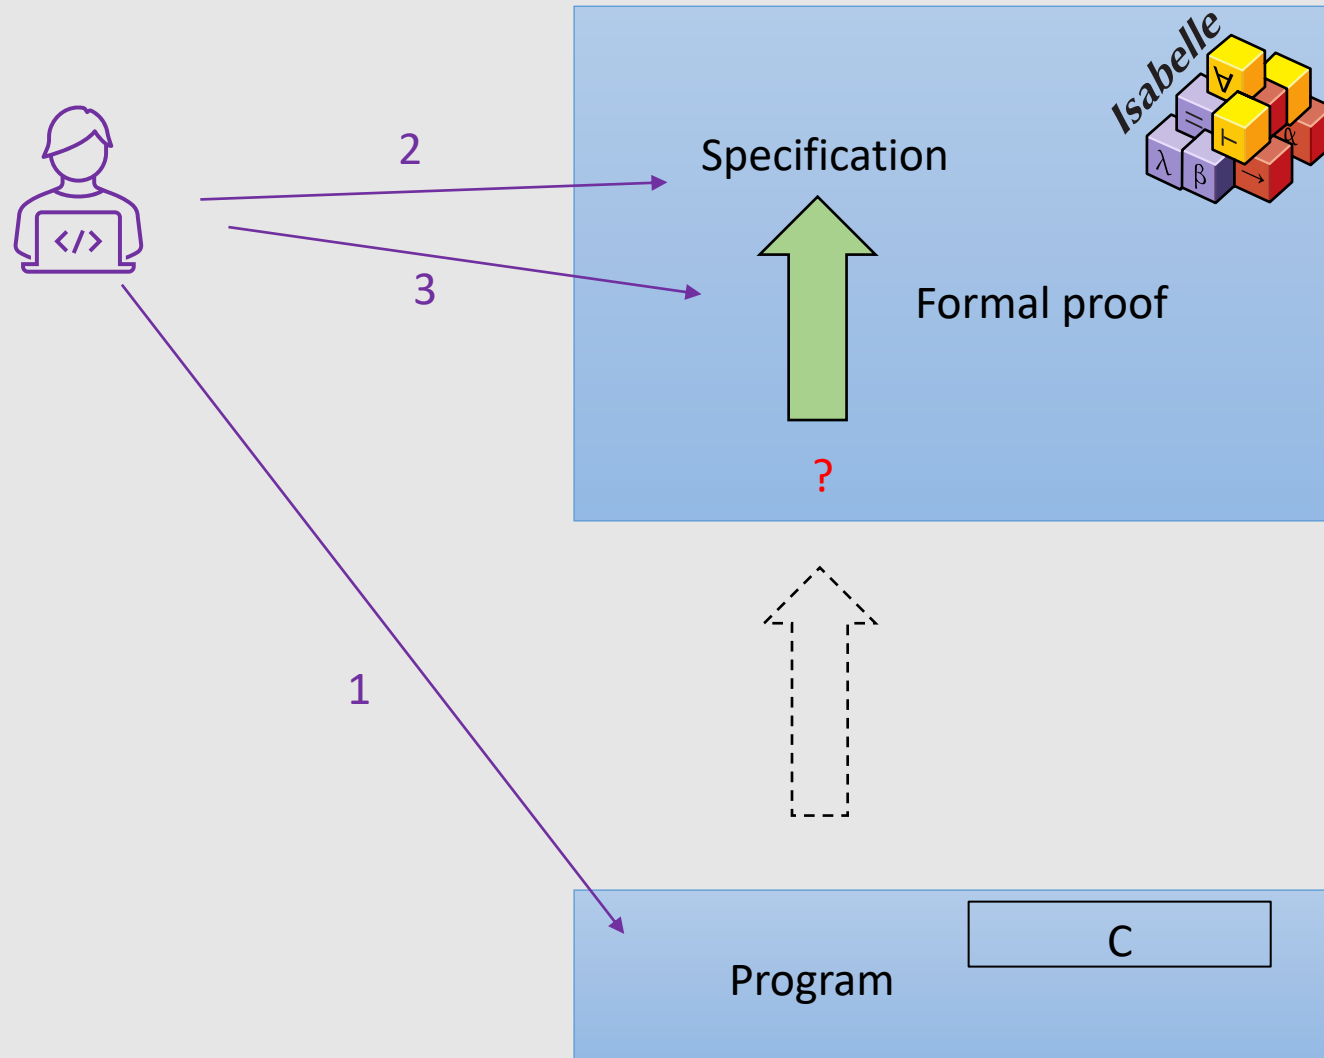 Isabelle
∀
=
⊢
α
λ
β
→
2
Specification
</>
3
Formal proof
?
1
C
Program